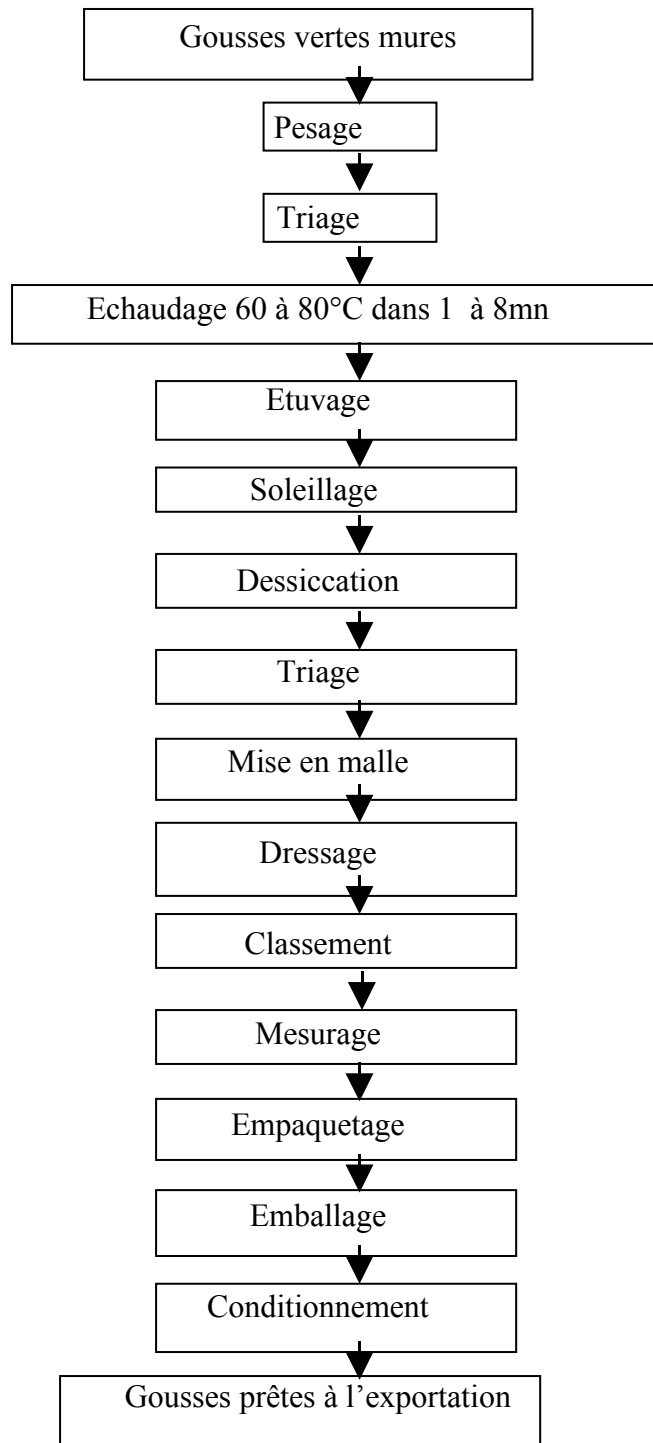 Gousses vertes mures
Pesage
Triage
Echaudage 60 à 80°C dans 1 à 8mn
Etuvage
Soleillage
Dessiccation
Triage
Mise en malle
Dressage
Classement
Mesurage
Empaquetage
Emballage
Conditionnement
Gousses prêtes à l’exportation